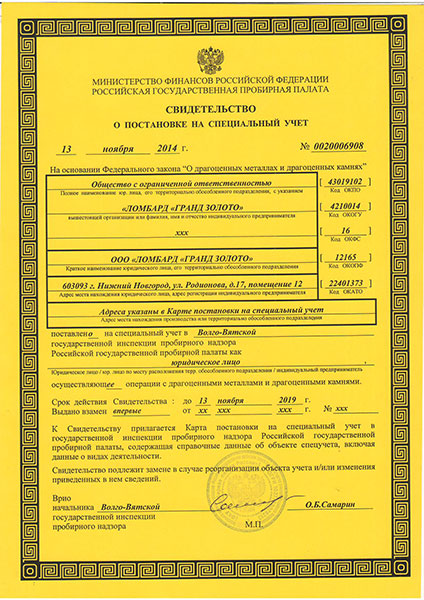 МИНИСТЕРСТВО ФИНАНСОВ РОССИЙСКОЙ ФЕДЕРАЦИИ
РОССИЙСКАЯ ГОСУДАРСТВЕННАЯ ПРОБИРНАЯ ПАЛАТА
СВИДЕТЕЛЬСТВО
О ПОСТАНОВКЕ НА СПЕЦИАЛЬНЫЙ УЧЕТ
13 ноября 2014 г. № 0020006908
На основании Федерального закона "О драгоценных металлах и драгоценных камнях"
Общество с ограниченной ответственностью [ 43019102 ]
Полное наименование юр. лица, его территориально обособленного подразделения, с указанием Код ОКПО
«ЛОМБАРД «ГРАНД ЗОЛОТО» [ 4210014 ]
вышестоящей организации или фамилия, имя и отчество индивидуального предпринимателя Код ОКОГУ
xxx [ 16 ]
Код ОКФС
ООО «ЛОМБАРД «ГРАНД ЗОЛОТО» [ 12165 ]
Краткое наименование юридического лица, его территориально обособленного подразделения Код ОКОПФ
603093 г. Нижний Новгород, ул. Родионова, д.17, помещение 12 [ 22401373 ]
Адрес места нахождения юридического лица, адрес регистрации индивидуального предпринимателя Код ОКАТО
Адреса указаны в Карте постановки на специальный учет
Адрес места нахождения производства или территориально обособленного подразделения
поставлено на специальный учет в Волго-Вятской
государственной инспекции пробирного надзора
Российской государственной пробирной палаты как
юридическое лицо ,
Юридическое лицо / юр. лицо по месту расположения терр. обособленного подразделения / индивидуальный предприниматель
осуществляющее операции с драгоценными металлами и драгоценными камнями.
Срок действия Свидетельства : до 13 ноября 2019 г.
Выдано взамен впервые от xx xxx xxx г. № xxx
К Свидетельству прилагается Карта постановки на специальный учет в
государственной инспекции пробирного надзора Российской государственной
пробирной палаты, содержащая справочные данные об объекте спецучета, включая
данные о видах деятельности.
Свидетельство подлежит замене в случае реорганизации объекта учета и/или изменения
приведенных в нем сведений.
Врио
начальника Волго-Вятской О.Б.Самарин
государственной инспекции
пробирного надзора М.П.